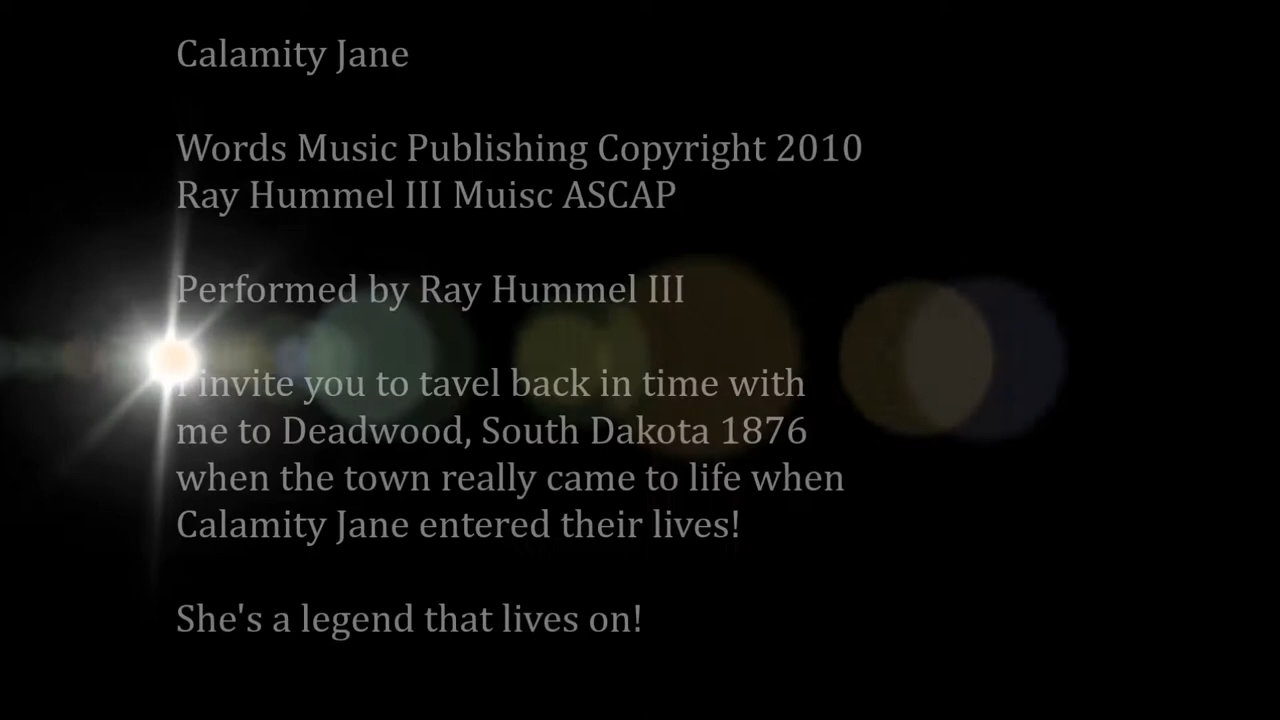 Calamity Jane
Words Music Publishing Copyright 2010
Ray Hummel III Muisc ASCAP
Performed by Ray Hummel III
I invite you to tavel back in time with
me to Deadwood, South Dakota 1876
when the town really came to life when
Calamity Jane entered their lives!
She's a legend that lives on!